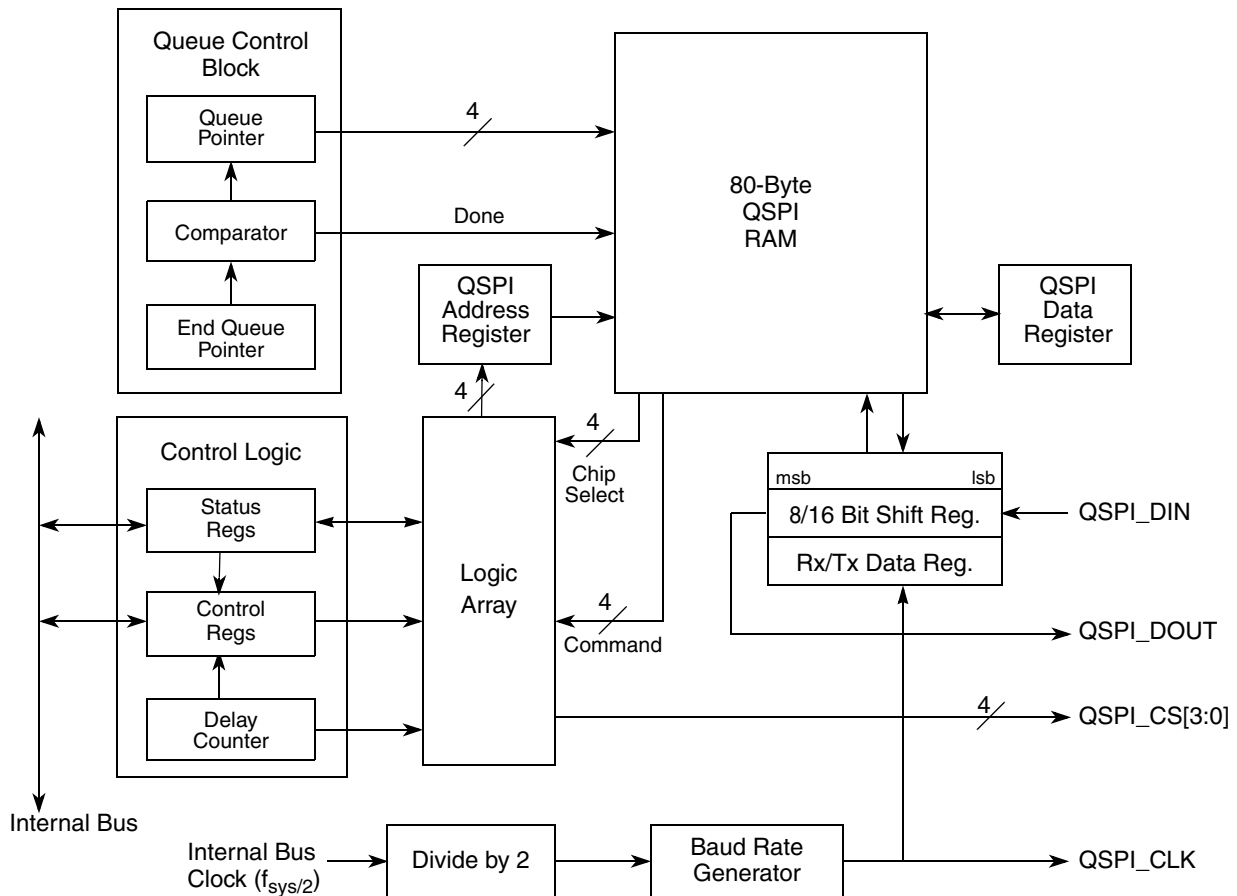 Queue Control
Block
Queue
Pointer
4
Comparator
Done
End Queue
Pointer
80-Byte
QSPI
RAM
QSPI
Address
Register
QSPI
Data
Register
4
4
Chip
Select
Control Logic
Status
Regs
Control
Regs
Delay
Counter
Logic
Array
4
Command
msb
lsb
8/16 Bit Shift Reg.
Rx/Tx Data Reg.
QSPI_DIN
QSPI_DOUT
4
QSPI_CS[3:0]
Internal Bus
Internal Bus
Clock (fsys/2)
Divide by 2
Baud Rate
Generator
QSPI_CLK